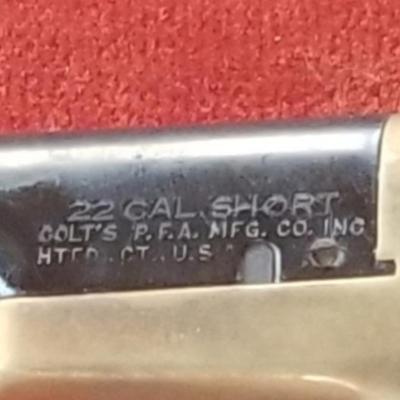 22 CAL. SHORT
COLT'S P.F.A. MFG. CO. INC
HTFD. CT. U.S